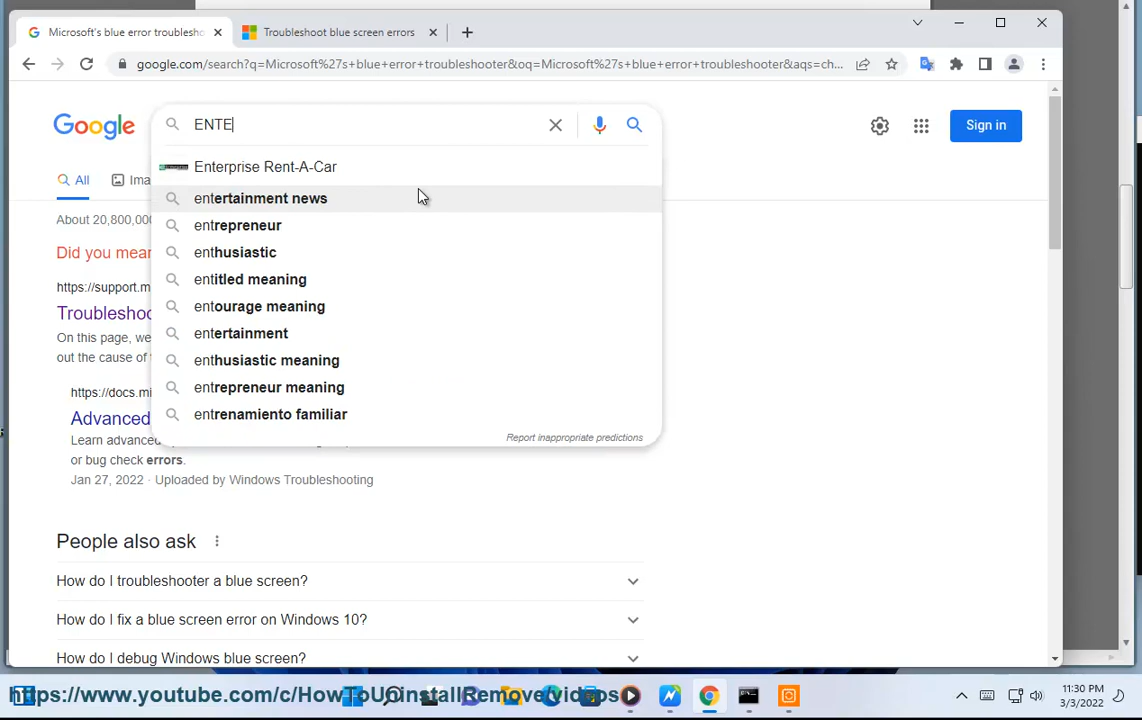 Microsoft's blue error troublesho
Troubleshoot blue screen errors
google.com/search?q=Microsoft%27s+blue+error+troubleshooter&oq=Microsoft%27s+blue+error+troubleshooter&aqs=ch...
Google
ENTE
Sign in
Enterprise Rent-A-Car
All
Ima
entertainment news
About 20,800,000
entrepreneur
Did you mean
enthusiastic
entitled meaning
https://support.m
entourage meaning
Troubleshoo
entertainment
On this page, we
out the cause of
enthusiastic meaning
entrepreneur meaning
https://docs.mi
entrenamiento familiar
Advanced
Report inappropriate predictions
Learn advanced
or bug check errors.
Jan 27, 2022 · Uploaded by Windows Troubleshooting
People also ask
How do I troubleshooter a blue screen?
How do I fix a blue screen error on Windows 10?
How do I debug Windows blue screen?
https://www.youtube.com/c/HowToUninstallRemove/videos
11:30 PM
3/3/2022